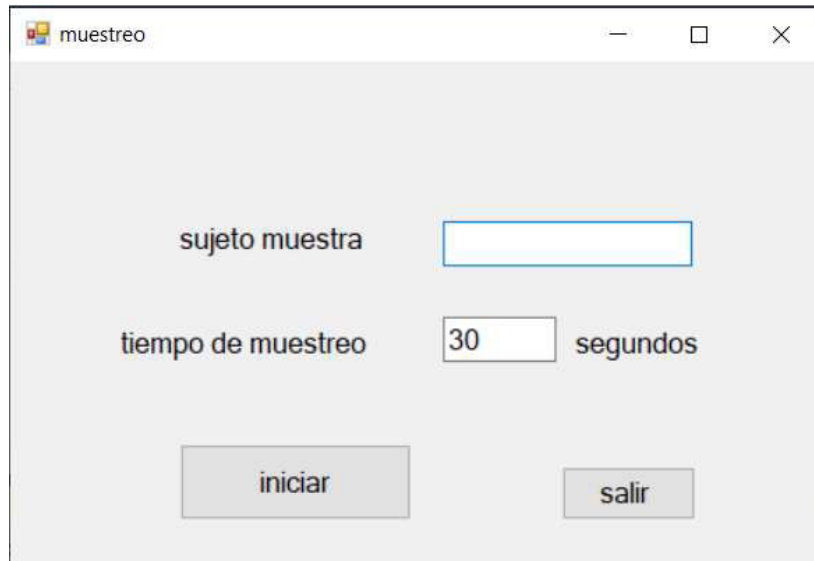 muestreo
sujeto muestra
tiempo de muestreo 30 segundos
iniciar salir